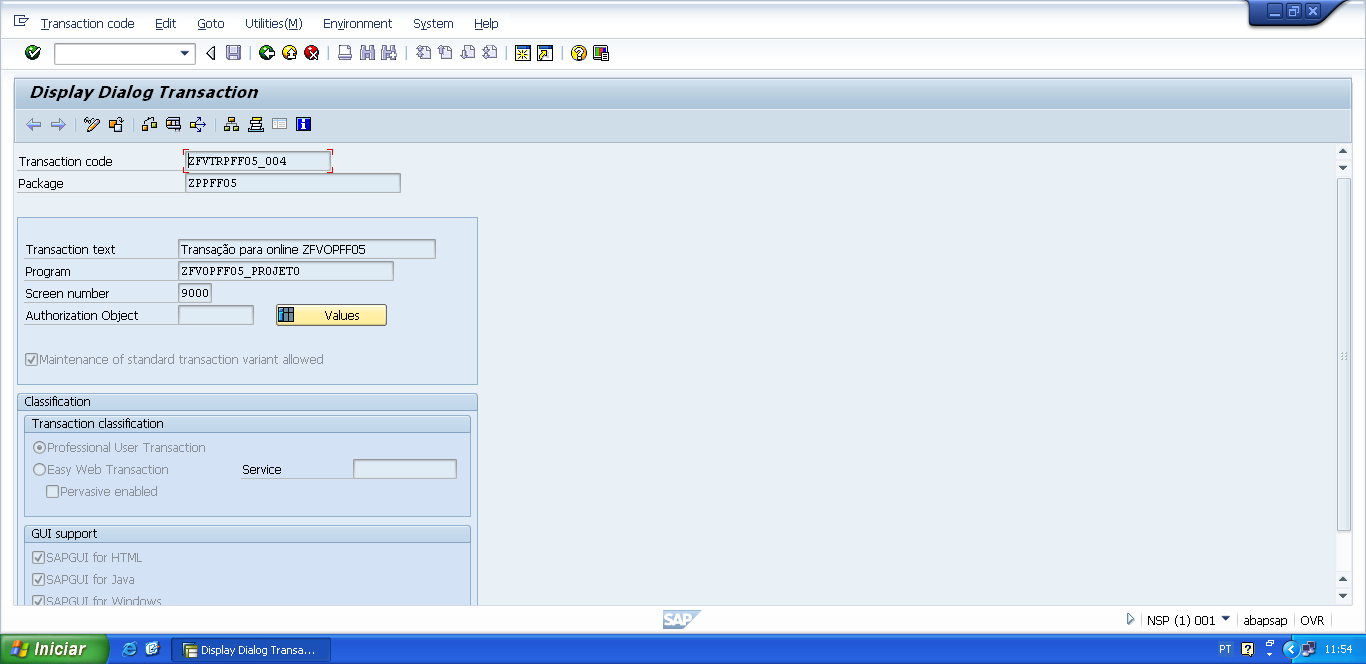 Transaction code Edit Goto Utilities(M) Environment System Help
Display Dialog Transaction
Transaction code ZFVTRPFF05_004
Package ZPPFF05
Transaction text Transação para online ZFVOPFF05
Program ZFVOPFF05_PROJETO
Screen number 9000
Authorization Object Values
Maintenance of standard transaction variant allowed
Classification
Transaction classification
Professional User Transaction
Easy Web Transaction Service
Pervasive enabled
GUI support
SAPGUI for HTML
SAPGUI for Java
SAPGUI for Windows
SAP NSP (1) 001 abapsap OVR
Iniciar Display Dialog Transa... PT 11:54